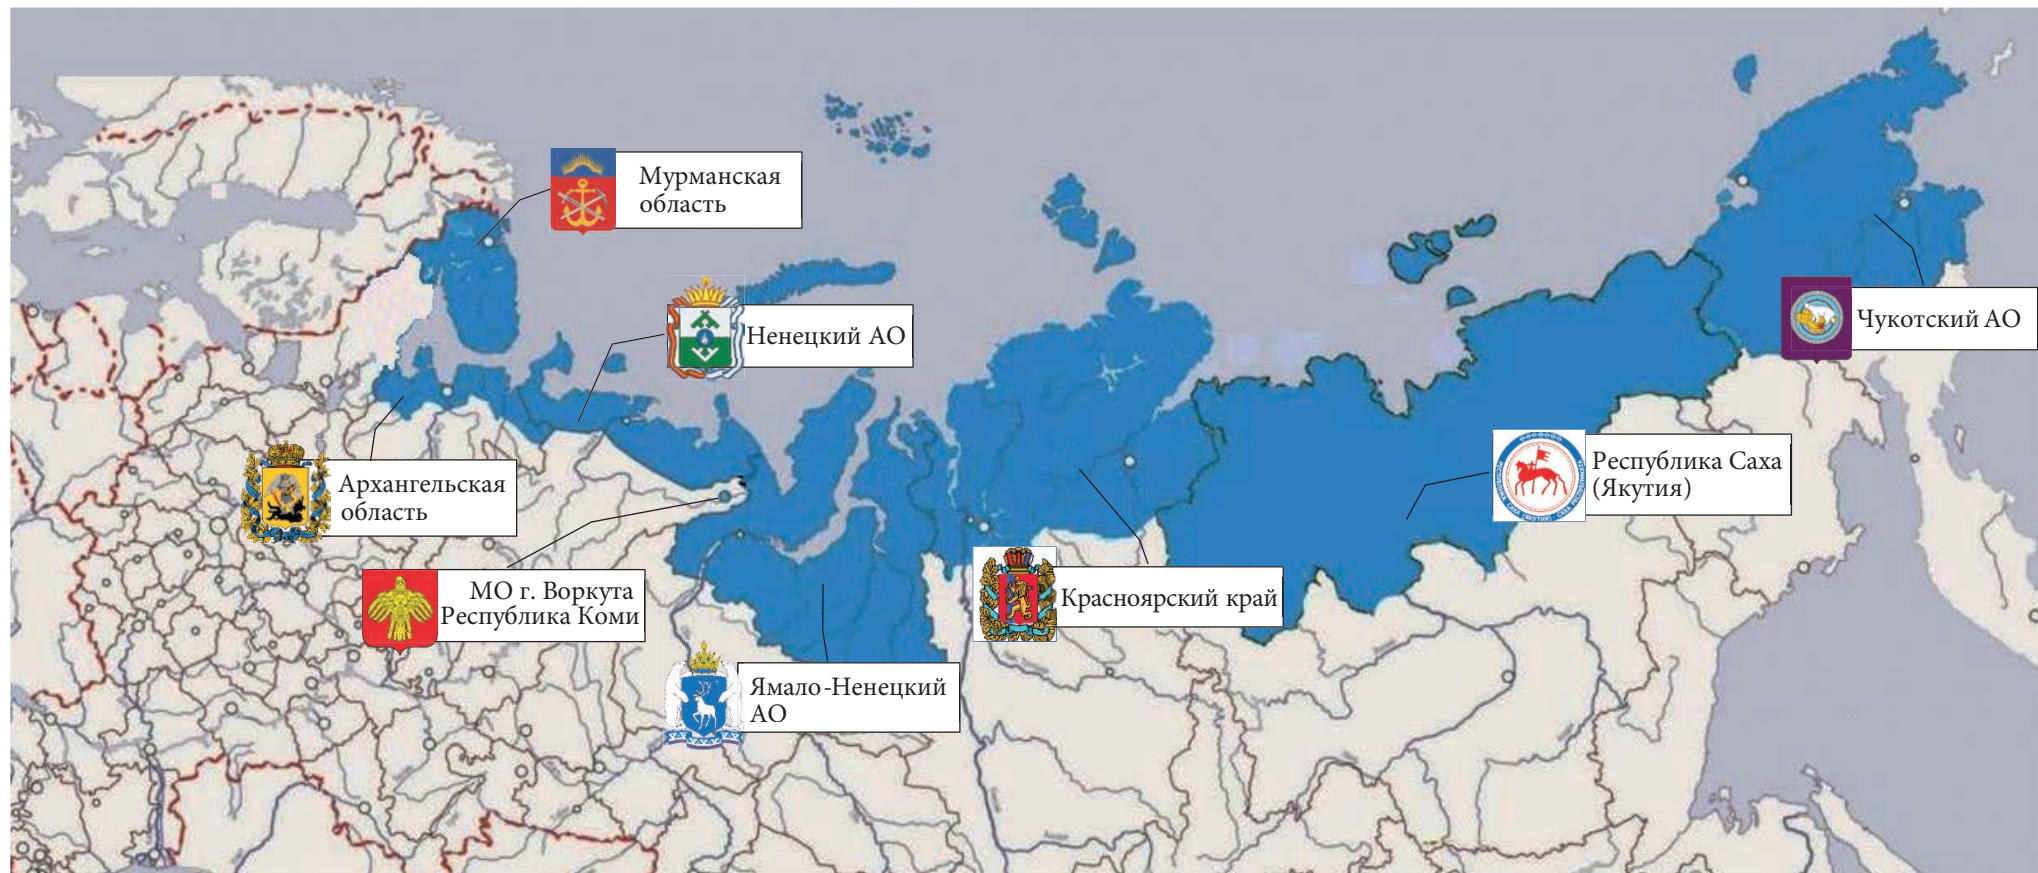 Мурманская
область
Ненецкий АО
Чукотский АО
Архангельская
область
Республика Саха
(Якутия)
МО г. Воркута
Республика Коми
Красноярский край
Ямало-Ненецкий
АО